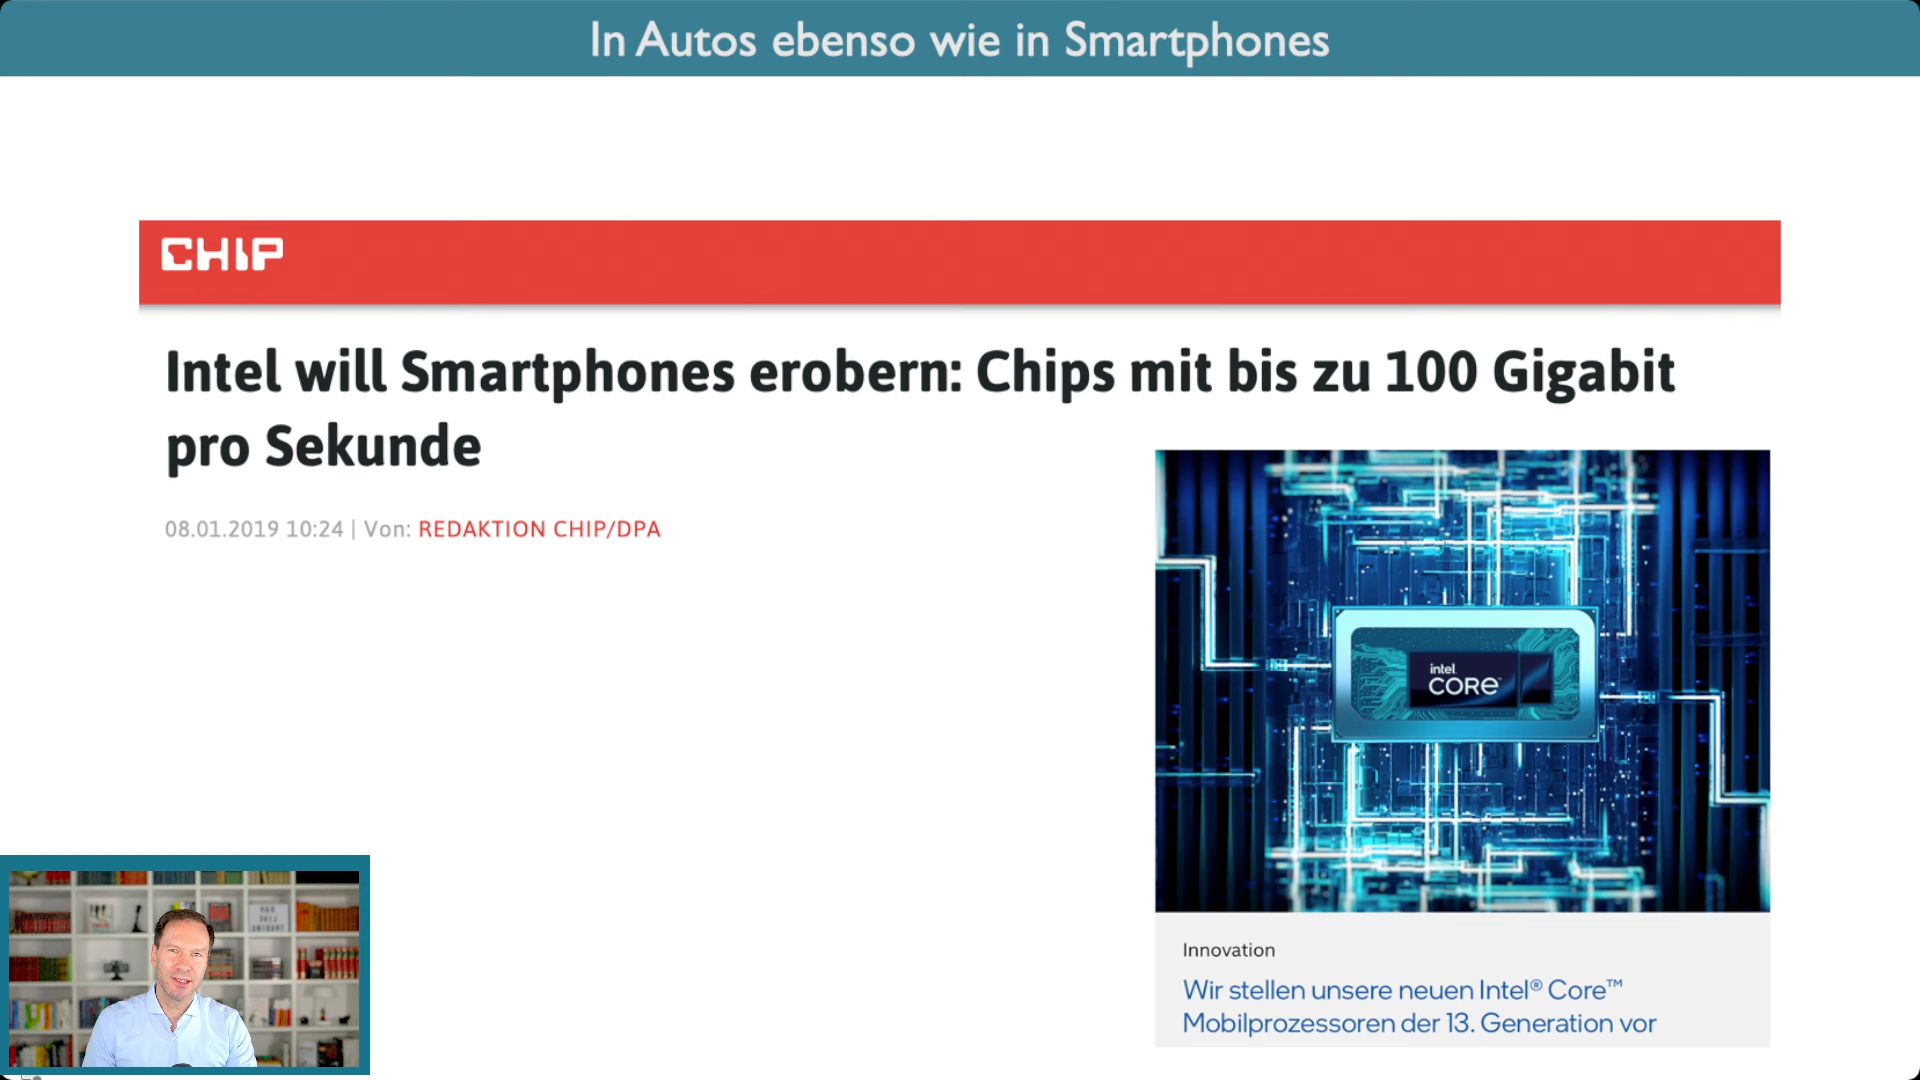 In Autos ebenso wie in Smartphones
CHIP
Intel will Smartphones erobern: Chips mit bis zu 100 Gigabit
pro Sekunde
08.01.2019 10:24 | Von: REDAKTION CHIP/DPA
intel
CORE™
Innovation
Wir stellen unsere neuen Intel® Core™
Mobilprozessoren der 13. Generation vor